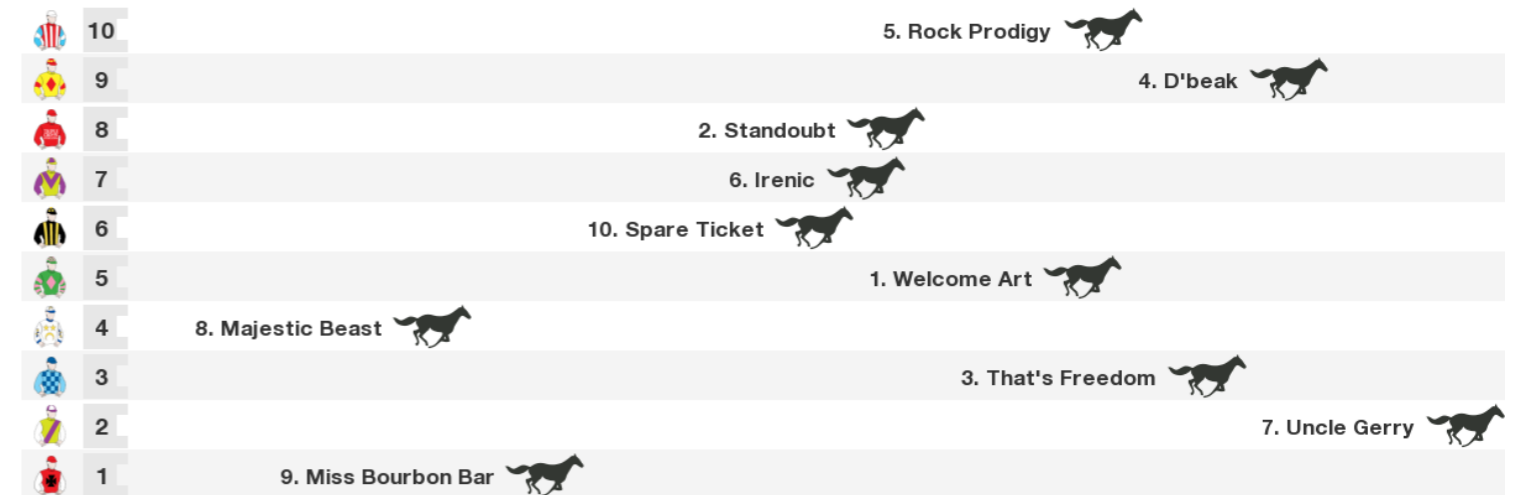 10 5. Rock Prodigy
9 4. D'beak
8 2. Standoubt
7 6. Irenic
6 10. Spare Ticket
5 1. Welcome Art
4 8. Majestic Beast
3 3. That's Freedom
2 7. Uncle Gerry
1 9. Miss Bourbon Bar